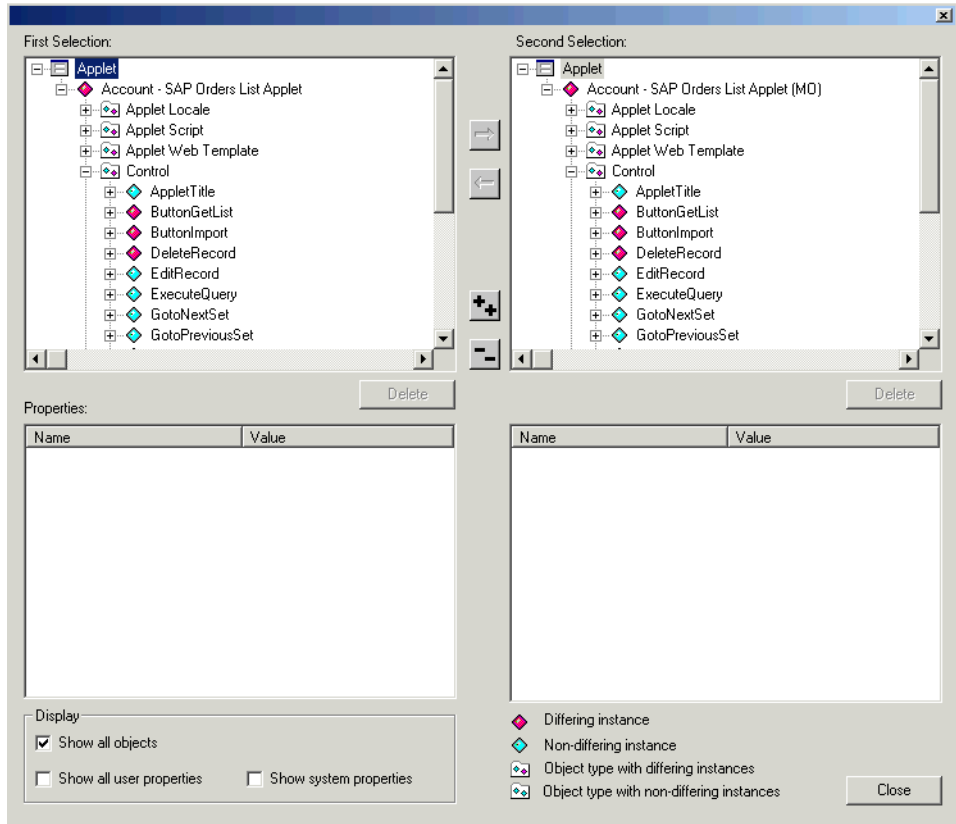 First Selection:
Applet
Account - SAP Orders List Applet
Applet Locale
Applet Script
Applet Web Template
Control
AppletTitle
ButtonGetList
ButtonImport
DeleteRecord
EditRecord
ExecuteQuery
GotoNextSet
GotoPreviousSet
Delete
Second Selection:
Applet
Account - SAP Orders List Applet (MO)
Applet Locale
Applet Script
Applet Web Template
Control
AppletTitle
ButtonGetList
ButtonImport
DeleteRecord
EditRecord
ExecuteQuery
GotoNextSet
GotoPreviousSet
Delete
Properties:
Name Value
Name Value
Display
Show all objects
Show all user properties Show system properties
Differing instance
Non-differing instance
Object type with differing instances
Object type with non-differing instances
Close